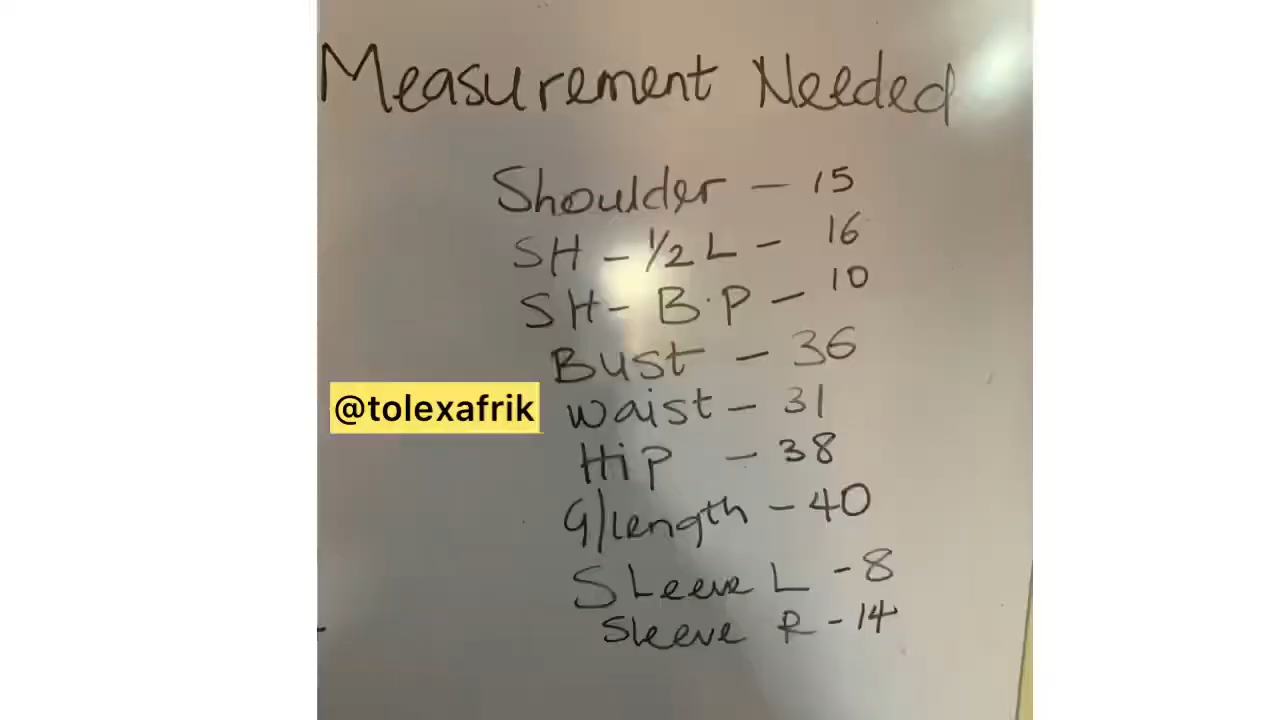 Measurement Needed
Shoulder - 15
SH - 1/2 L - 16
SH - B.P - 10
Bust - 36
@tolexafrik
waist - 31
Hip - 38
G/length - 40
Sleeve L - 8
Sleeve R - 14